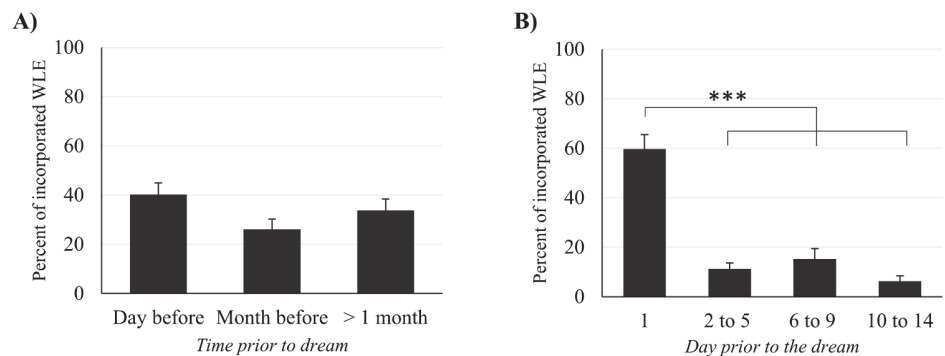 A)
Percent of incorporated WLE
100
80
60
40
20
0
Day before Month before > 1 month
Time prior to dream
B)
Percent of incorporated WLE
100
80
60
40
20
0
***
1 2 to 5 6 to 9 10 to 14
Day prior to the dream